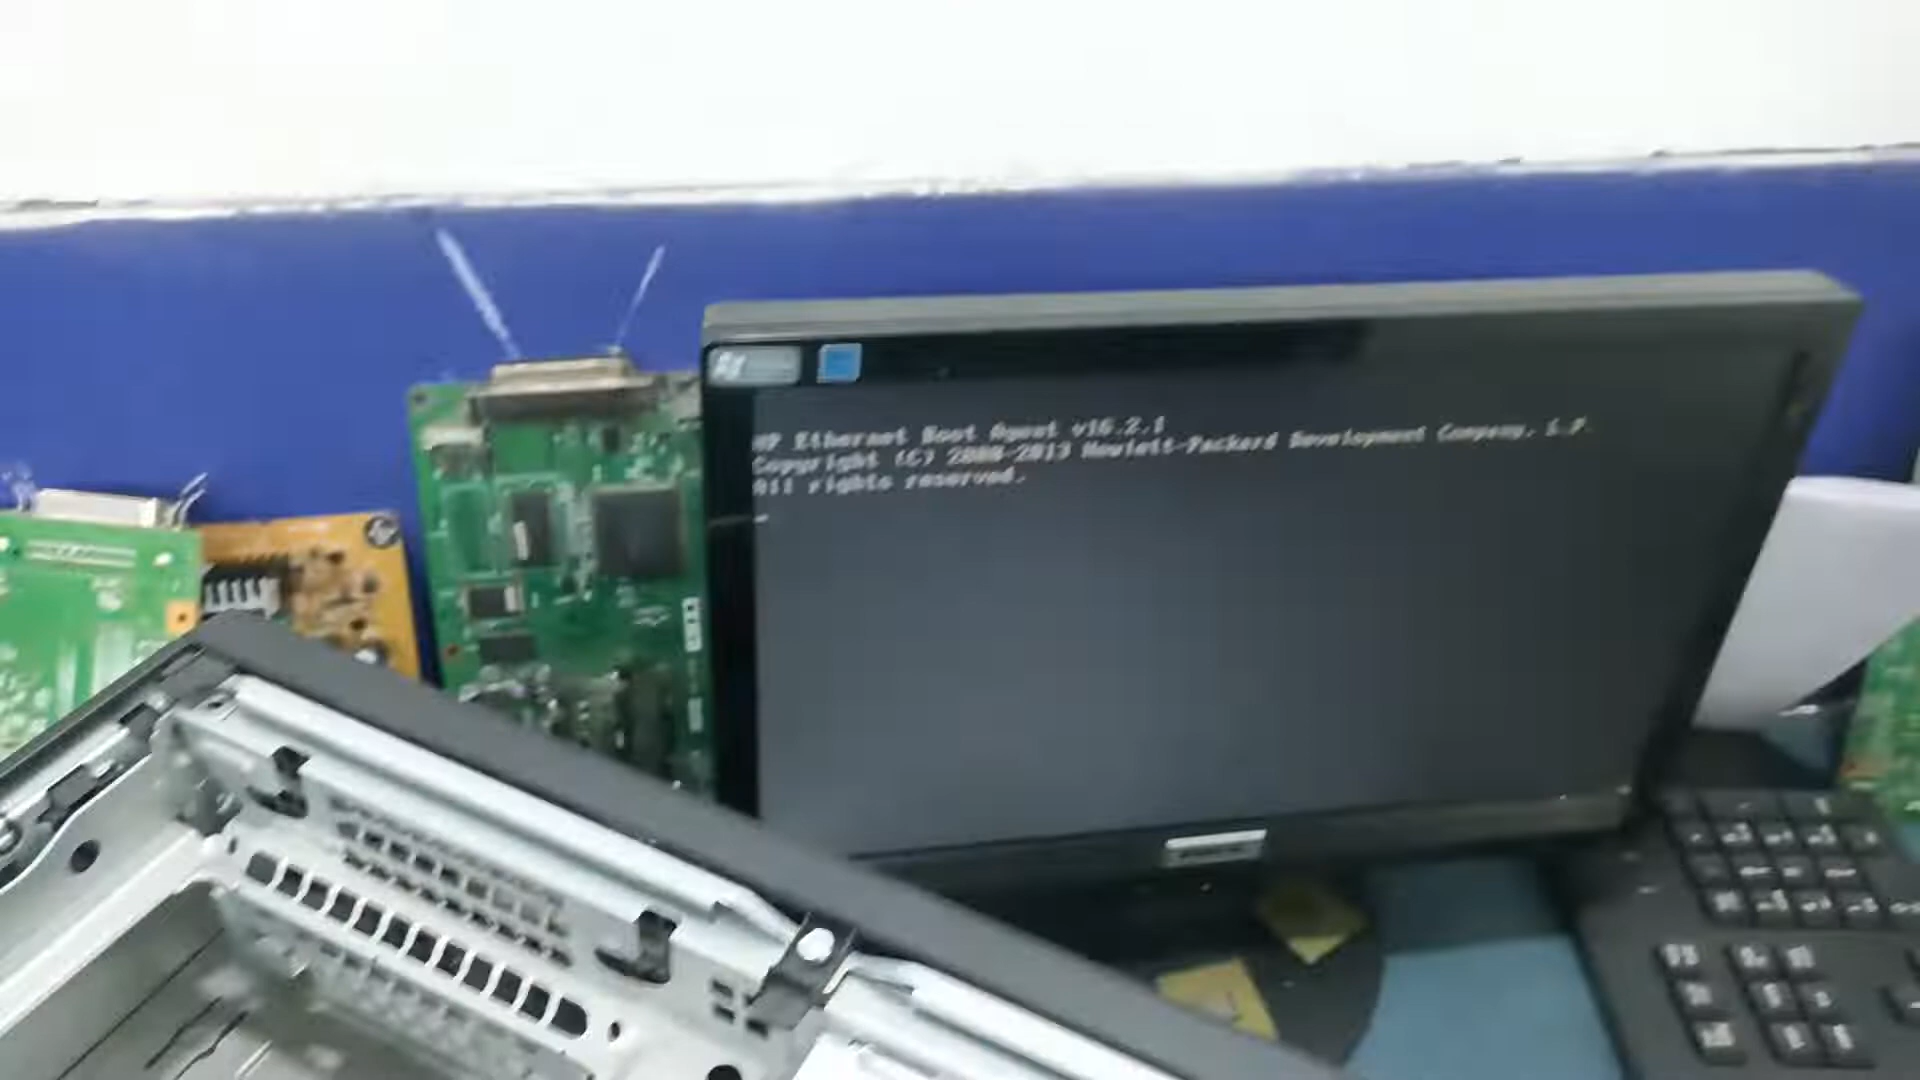 HP Ethernet Boot Agent v16.2.1
Copyright (C) 2000-2013 Hewlett-Packard Development Company, L.P.
All rights reserved.